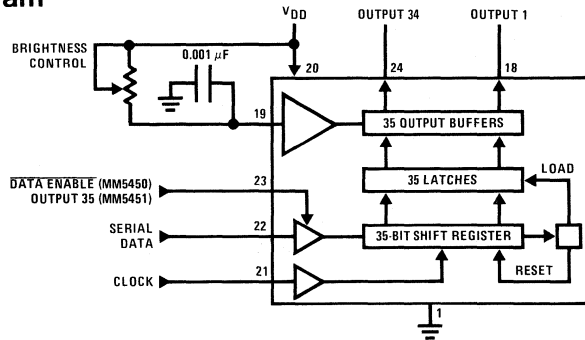 am
VDD
OUTPUT 34
OUTPUT 1
BRIGHTNESS
CONTROL
0.001 μF
20
24
18
19
35 OUTPUT BUFFERS
35 LATCHES
LOAD
DATA ENABLE (MM5450)
OUTPUT 35 (MM5451)
23
SERIAL
DATA
22
35-BIT SHIFT REGISTER
CLOCK
21
RESET
1